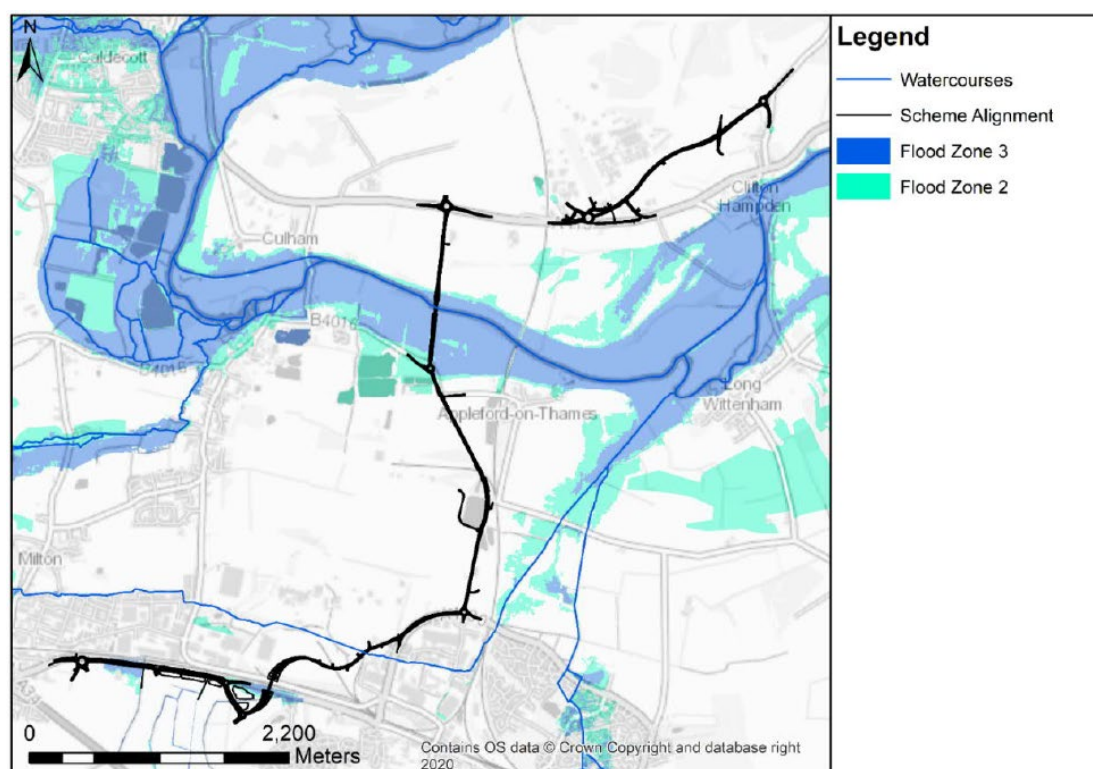 N
Caldecott
Culham
B4016
B4016
Clifton
Hampden
Appleford-on-Thames
Long
Wittenham
Milton
0
2,200
Meters
Contains OS data © Crown Copyright and database right
2020
Legend
Watercourses
Scheme Alignment
Flood Zone 3
Flood Zone 2